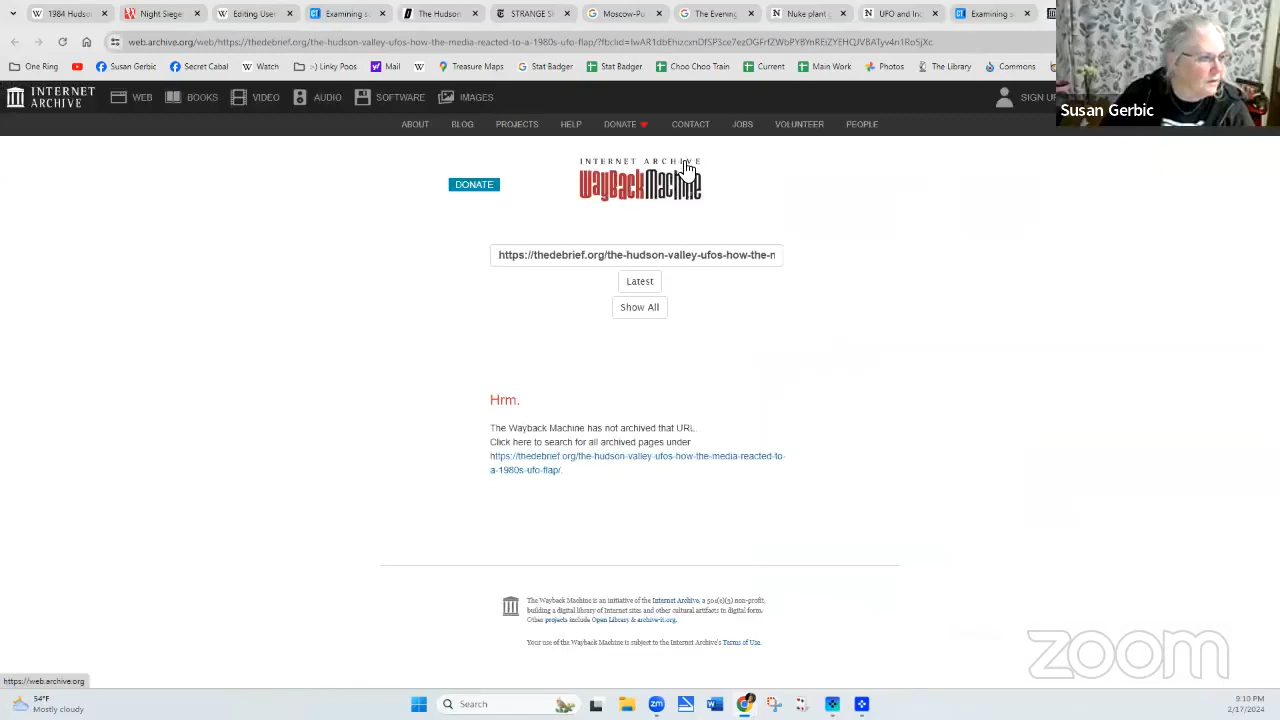 1984 Hudso
Night Siege
Editing User
Examining s
The Hudson
STRANGE S
Moscow-Pu
The Evening
Nuke plant
UFO and In
Examining s
web.archive.org/web/https://thedebrief.org/the-hudson-valley-ufos-how-the-media-reacted-to-a-1980s-ufo-flap/?fbclid=
One Ring
Susan Gerbic
Secret Cabal
Watch
:-) Linky Poos
Mail
Treasure Maps
Stat Badger
Stat Badger
Choo Choo Train
Current
Main Work
Photos
The Library
Commons
Susan Gerbic
INTERNET
ARCHIVE
WEB
BOOKS
VIDEO
AUDIO
SOFTWARE
IMAGES
SIGN UP
ABOUT
BLOG
PROJECTS
HELP
DONATE
CONTACT
JOBS
VOLUNTEER
PEOPLE
DONATE
INTERNET ARCHIVE
WayBackMachine
https://thedebrief.org/the-hudson-valley-ufos-how-the-n
Latest
Show All
Hrm.
The Wayback Machine has not archived that URL.
Click here to search for all archived pages under
https://thedebrief.org/the-hudson-valley-ufos-how-the-media-reacted-to-
a-1980s-ufo-flap/.
The Wayback Machine is an initiative of the Internet Archive, a 501(c)(3) non-profit,
building a digital library of Internet sites and other cultural artifacts in digital form.
Other projects include Open Library & archive-it.org.
Your use of the Wayback Machine is subject to the Internet Archive's Terms of Use.
zoom
https://web.archive.org
54°F
Mostly cloudy
Search
zm
9:10 PM
2/17/2024